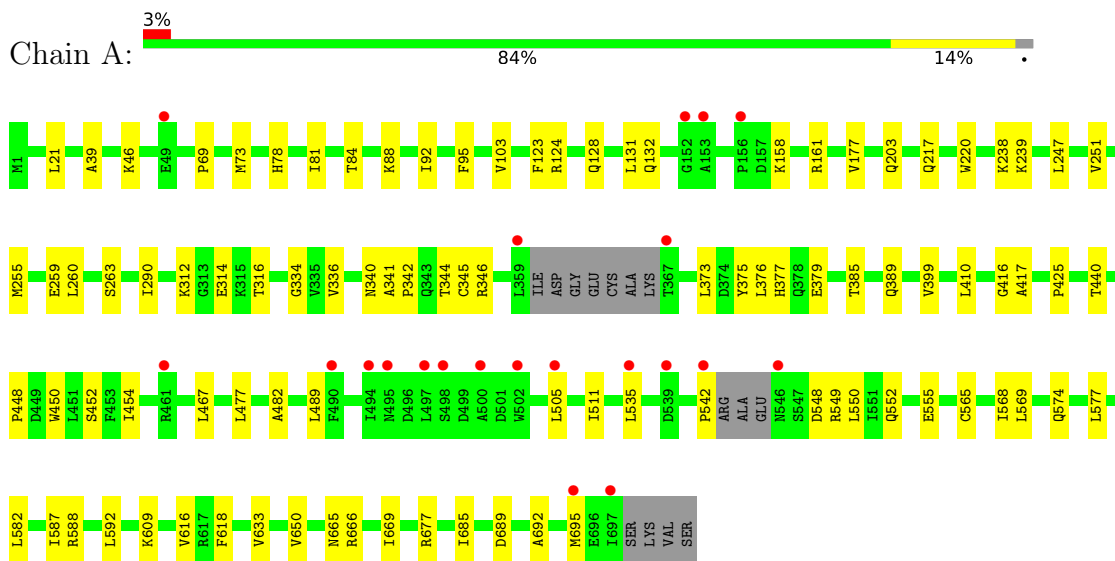 3%
Chain A:
84% 14% •
M1 L21 A39 K46 E49 P69 M73 H78 I81 T84 K88 I92 F95 V103 F123 R124 Q128 L131 Q132 G152 A153 P156 D157 K158 R161 V177 Q203 Q217 W220 K238 K239 L247 V251
M255 E259 L260 S263 I290 K312 G313 E314 K315 T316 G334 V335 V336 N340 A341 P342 Q343 T344 C345 R346 L359 ILE ASP GLY GLU CYS ALA LYS T367 L373 D374 Y375 L376 H377 Q378 E379 T385 Q389 V399 L410 G416 A417 P425 T440
P448 D449 W450 L451 S452 F453 I454 R461 L467 L477 A482 L489 F490 I494 N495 D496 L497 S498 D499 A500 D501 W502 L505 I511 L535 D539 P542 ARG ALA GLU N546 S547 D548 R549 L550 I551 Q552 E555 C565 I568 L569 Q574 L577
L582 I587 R588 L592 K609 V616 R617 F618 V633 V650 N665 R666 I669 R677 I685 D689 A692 M695 E696 I697 SER LYS VAL SER